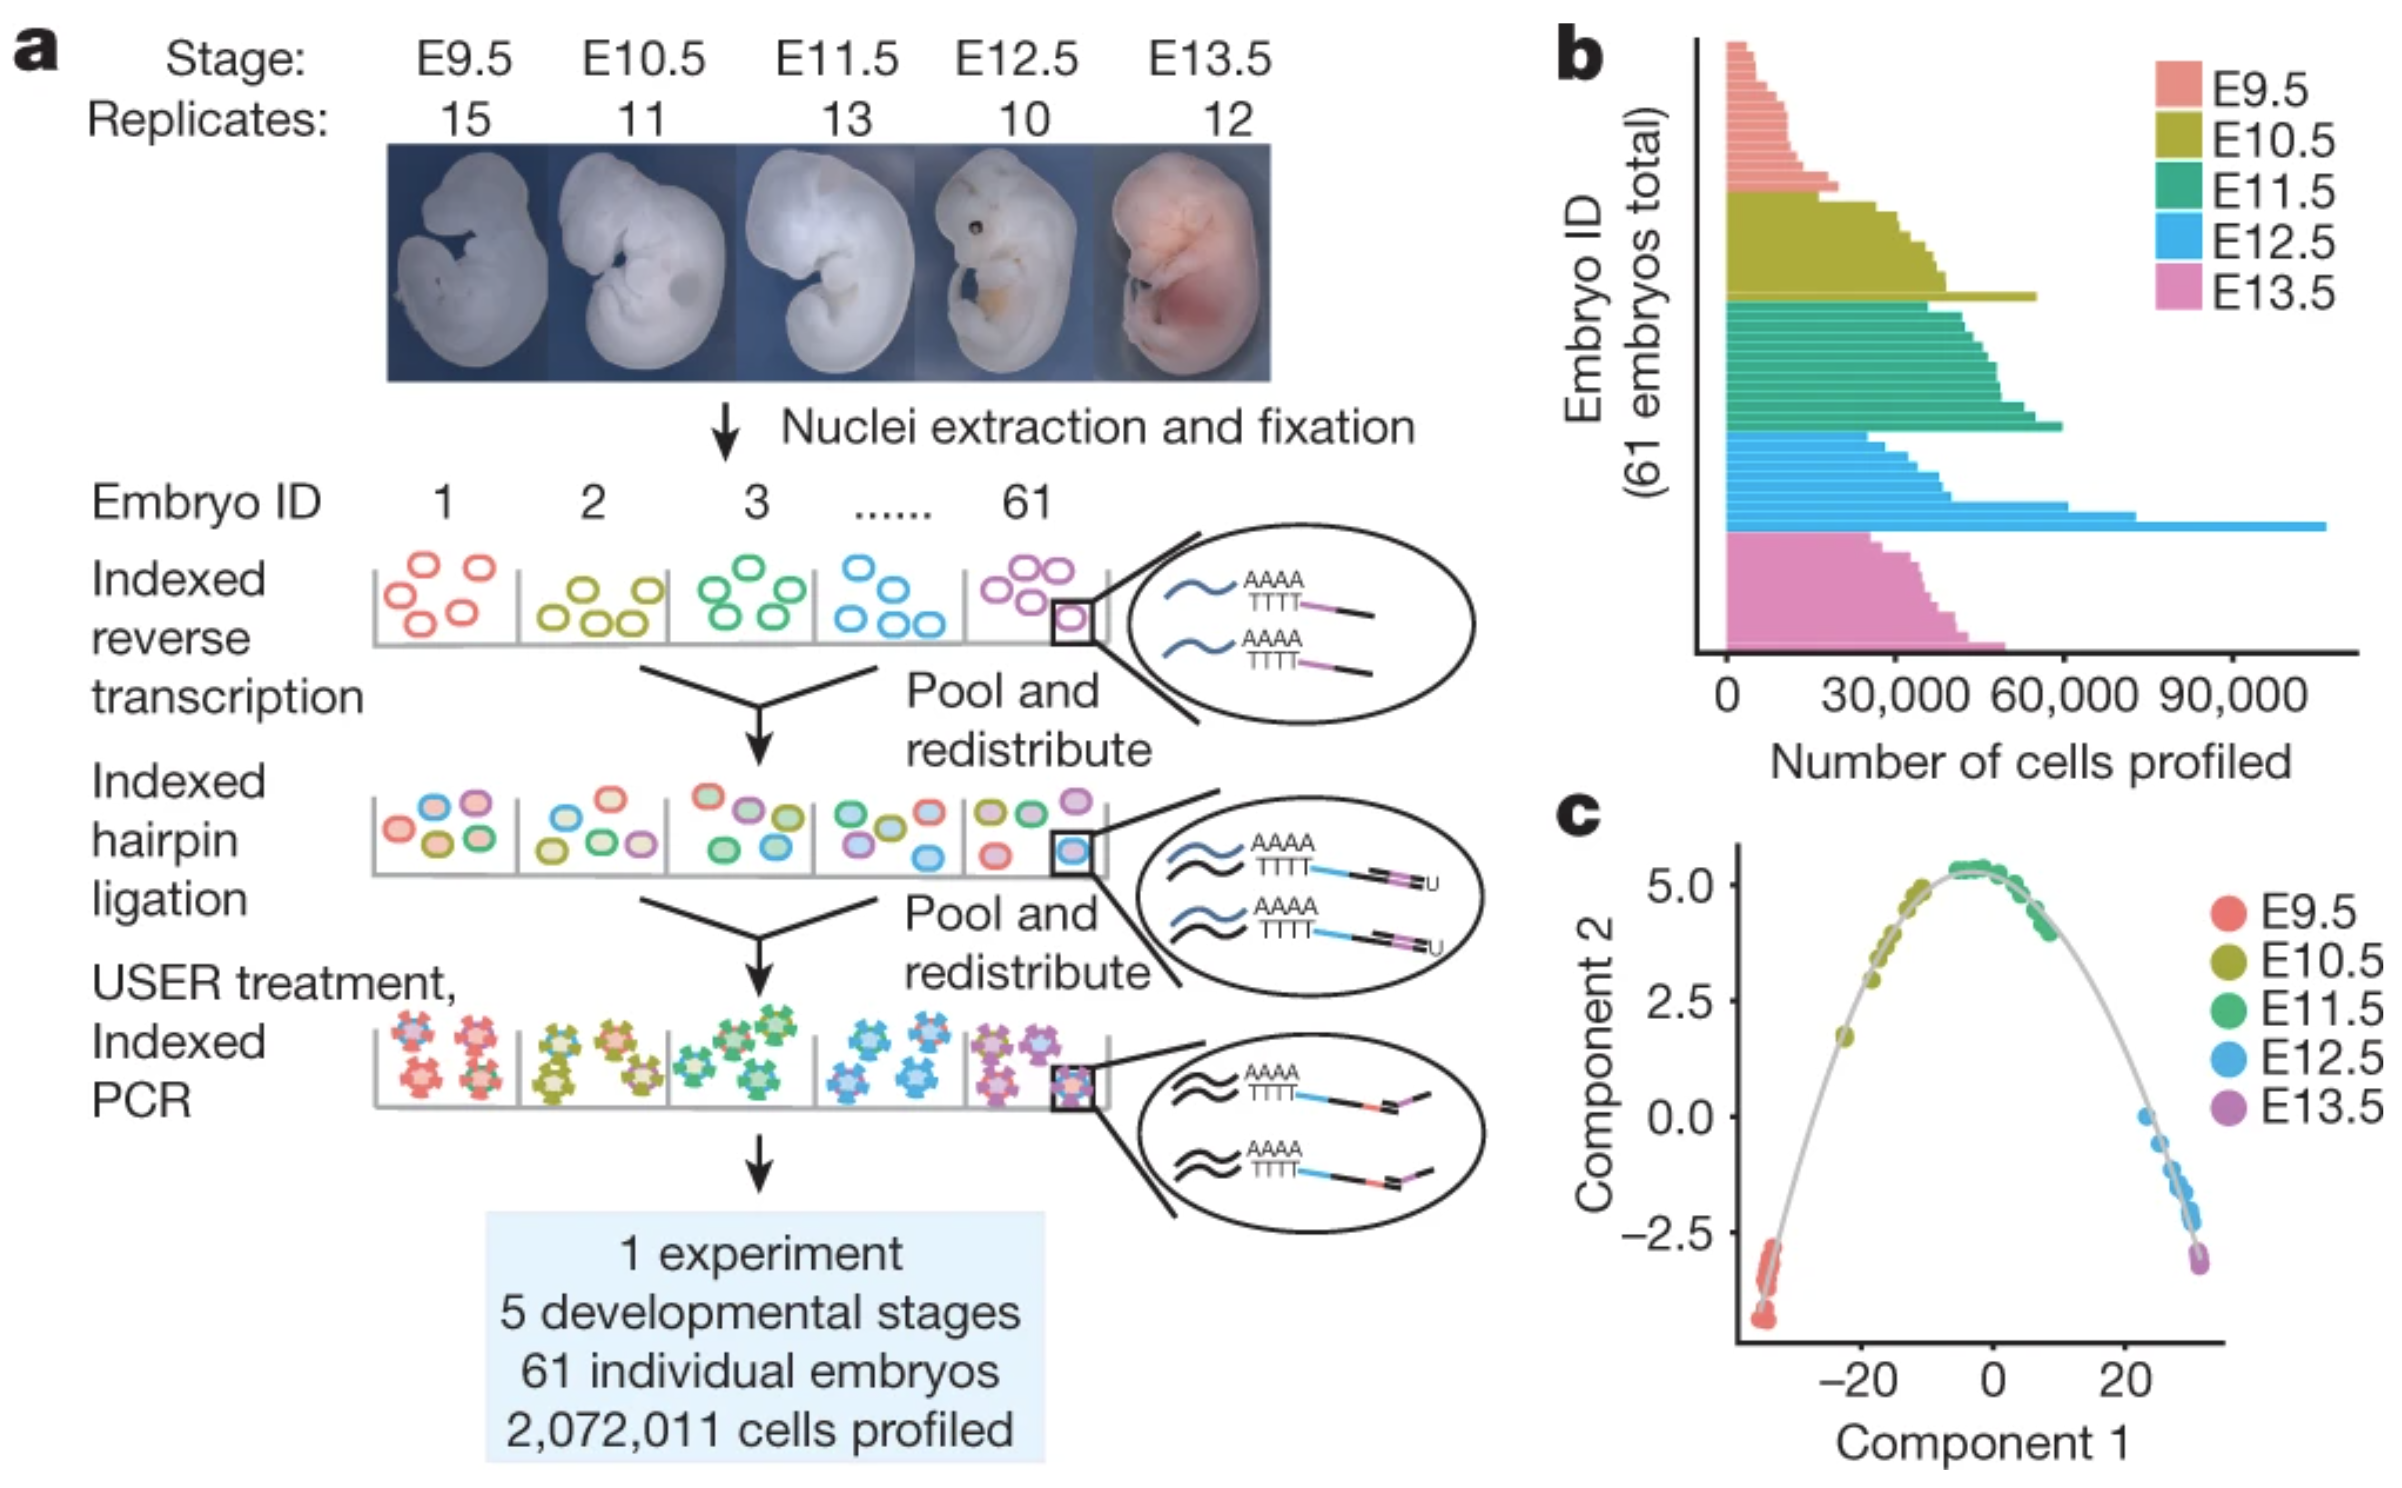 a
Stage: E9.5 E10.5 E11.5 E12.5 E13.5
Replicates: 15 11 13 10 12
Nuclei extraction and fixation
Embryo ID 1 2 3 ...... 61
Indexed
reverse
transcription
AAAA
TTTT
AAAA
TTTT
Pool and
redistribute
Indexed
hairpin
ligation
AAAA
TTTT
U
AAAA
TTTT
U
Pool and
redistribute
USER treatment,
Indexed
PCR
AAAA
TTTT
AAAA
TTTT
1 experiment
5 developmental stages
61 individual embryos
2,072,011 cells profiled
b
Embryo ID
(61 embryos total)
E9.5
E10.5
E11.5
E12.5
E13.5
0 30,000 60,000 90,000
Number of cells profiled
c
Component 2
5.0
2.5
0.0
−2.5
E9.5
E10.5
E11.5
E12.5
E13.5
−20 0 20
Component 1